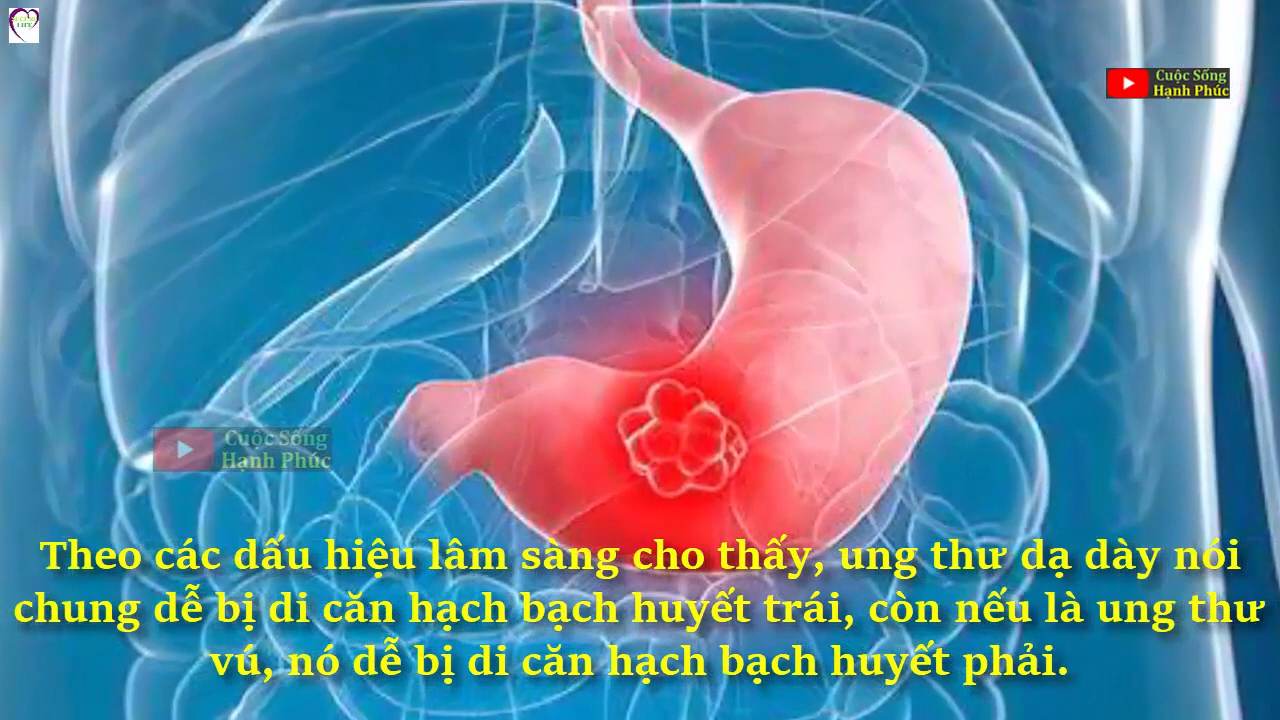 LIFE
Cuộc Sống
Hạnh Phúc
Cuộc Sống
Hạnh Phúc
Theo các dấu hiệu lâm sàng cho thấy, ung thư dạ dày nói
chung dễ bị di căn hạch bạch huyết trái, còn nếu là ung thư
vú, nó dễ bị di căn hạch bạch huyết phải.